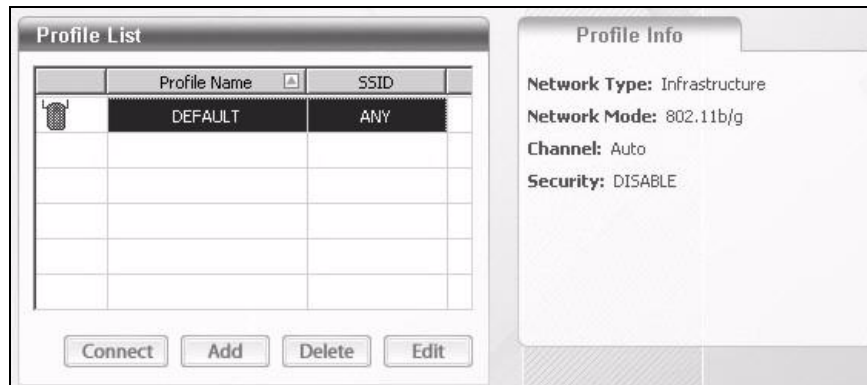 Profile List
Profile Name SSID
DEFAULT ANY
Connect Add Delete Edit
Profile Info
Network Type: Infrastructure
Network Mode: 802.11b/g
Channel: Auto
Security: DISABLE